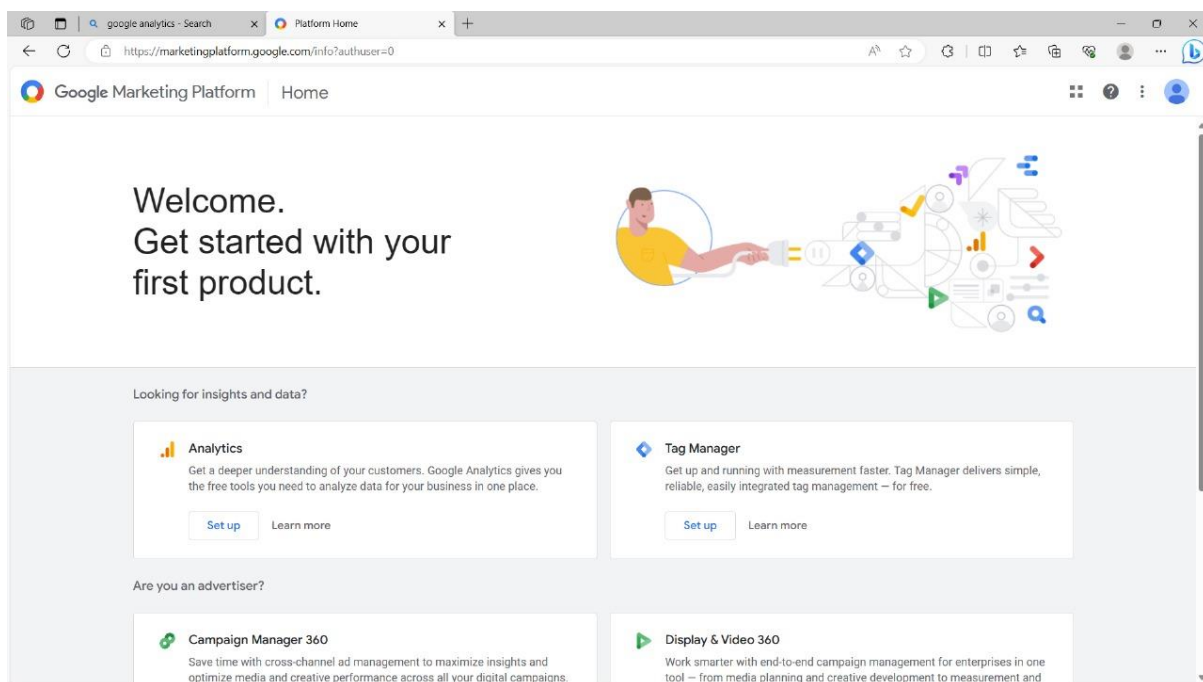 google analytics - Search
Platform Home
https://marketingplatform.google.com/info?authuser=0
Google Marketing Platform
Home
Welcome.
Get started with your
first product.
Looking for insights and data?
Analytics
Get a deeper understanding of your customers. Google Analytics gives you
the free tools you need to analyze data for your business in one place.
Set up
Learn more
Tag Manager
Get up and running with measurement faster. Tag Manager delivers simple,
reliable, easily integrated tag management — for free.
Set up
Learn more
Are you an advertiser?
Campaign Manager 360
Save time with cross-channel ad management to maximize insights and
optimize media and creative performance across all your digital campaigns.
Display & Video 360
Work smarter with end-to-end campaign management for enterprises in one
tool — from media planning and creative development to measurement and